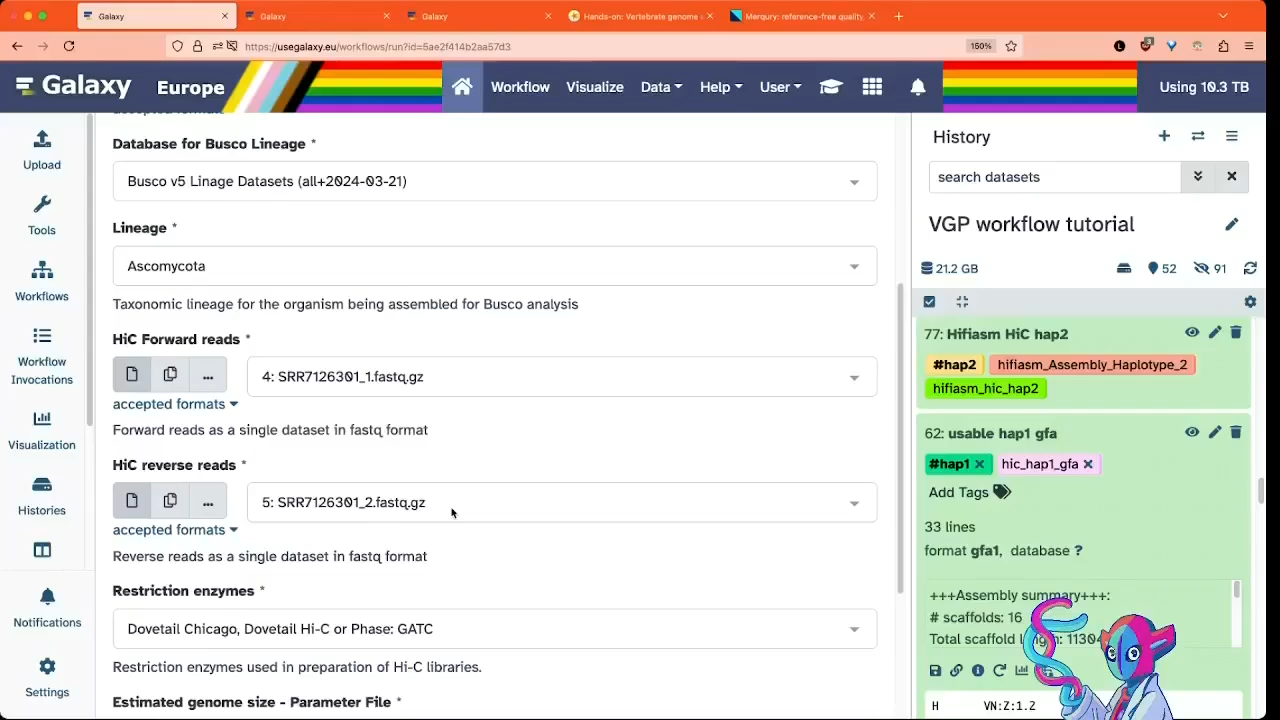 Galaxy
Galaxy
Galaxy
Hands-on: Vertebrate genome
Merqury: reference-free quality,
https://usegalaxy.eu/workflows/run?id=5ae2f414b2aa57d3
150%
Galaxy Europe
Workflow
Visualize
Data
Help
User
Using 10.3 TB
Upload
Tools
Workflows
Workflow
Invocations
Visualization
Histories
Notifications
Settings
Database for Busco Lineage *
Busco v5 Linage Datasets (all+2024-03-21)
Lineage *
Ascomycota
Taxonomic lineage for the organism being assembled for Busco analysis
HiC Forward reads *
... 4: SRR7126301_1.fastq.gz
accepted formats
Forward reads as a single dataset in fastq format
HiC reverse reads *
... 5: SRR7126301_2.fastq.gz
accepted formats
Reverse reads as a single dataset in fastq format
Restriction enzymes *
Dovetail Chicago, Dovetail Hi-C or Phase: GATC
Restriction enzymes used in preparation of Hi-C libraries.
Estimated genome size - Parameter File *
History
search datasets
VGP workflow tutorial
21.2 GB
52
91
77: Hifiasm HiC hap2
#hap2 hifiasm_Assembly_Haplotype_2
hifiasm_hic_hap2
62: usable hap1 gfa
#hap1 × hic_hap1_gfa ×
Add Tags
33 lines
format gfa1, database ?
+++Assembly summary+++:
# scaffolds: 16
Total scaffold
H VN:Z:1.2